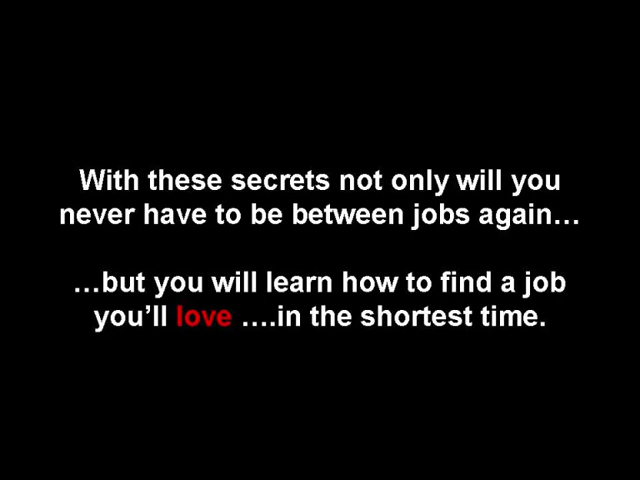 With these secrets not only will you
never have to be between jobs again…
…but you will learn how to find a job
you’ll love ….in the shortest time.